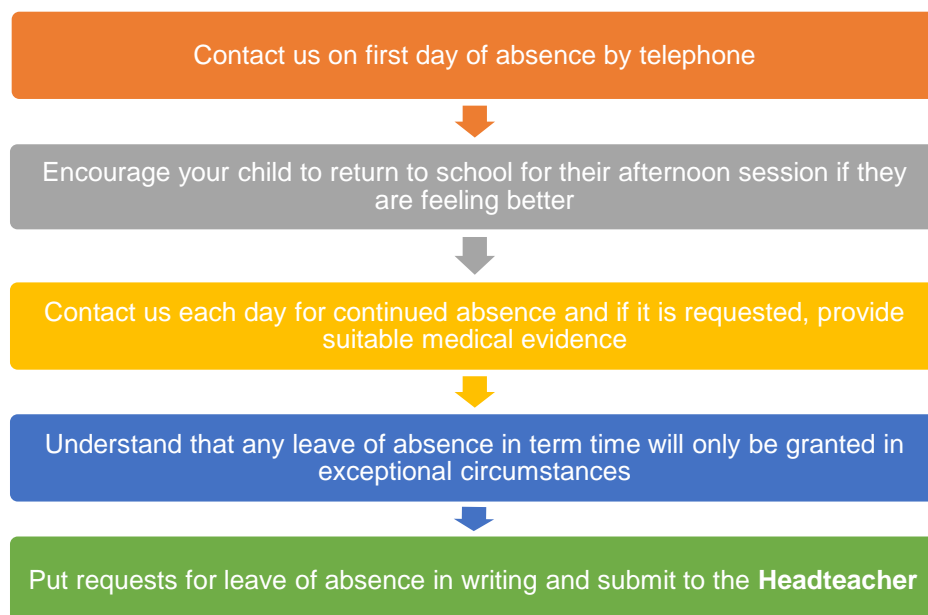 Contact us on first day of absence by telephone
Encourage your child to return to school for their afternoon session if they
are feeling better
Contact us each day for continued absence and if it is requested, provide
suitable medical evidence
Understand that any leave of absence in term time will only be granted in
exceptional circumstances
Put requests for leave of absence in writing and submit to the Headteacher